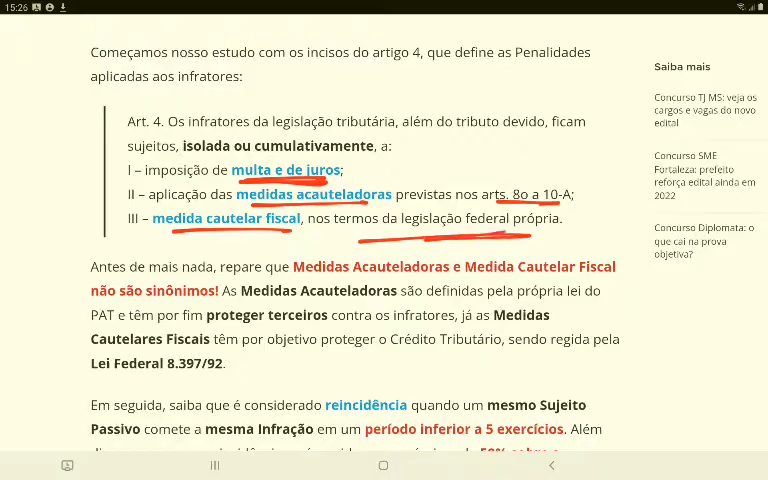 15:26
Começamos nosso estudo com os incisos do artigo 4, que define as Penalidades
aplicadas aos infratores:
Art. 4. Os infratores da legislação tributária, além do tributo devido, ficam
sujeitos, isolada ou cumulativamente, a:
I – imposição de multa e de juros;
II – aplicação das medidas acauteladoras previstas nos arts. 8o a 10-A;
III – medida cautelar fiscal, nos termos da legislação federal própria.
Antes de mais nada, repare que Medidas Acauteladoras e Medida Cautelar Fiscal
não são sinônimos! As Medidas Acauteladoras são definidas pela própria lei do
PAT e têm por fim proteger terceiros contra os infratores, já as Medidas
Cautelares Fiscais têm por objetivo proteger o Crédito Tributário, sendo regida pela
Lei Federal 8.397/92.
Em seguida, saiba que é considerado reincidência quando um mesmo Sujeito
Passivo comete a mesma Infração em um período inferior a 5 exercícios. Além
Saiba mais
Concurso TJ MS: veja os
cargos e vagas do novo
edital
Concurso SME
Fortaleza: prefeito
reforça edital ainda em
2022
Concurso Diplomata: o
que cai na prova
objetiva?